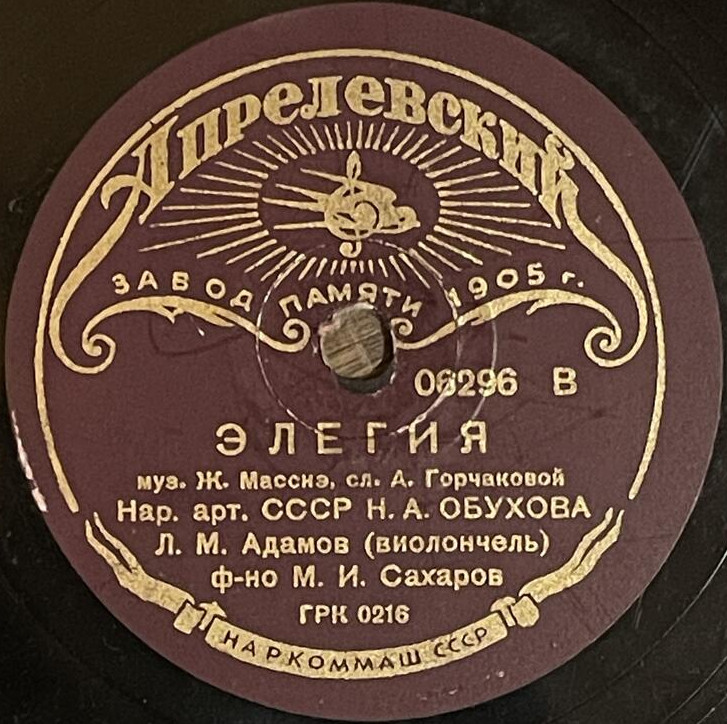 Апрелевский
ЗАВОД ПАМЯТИ 1905 г.
06296 В
ЭЛЕГИЯ
муз. Ж. Массиэ, сл. А. Горчаковой
Нар. арт. СССР Н. А. ОБУХОВА
Л. М. Адамов (виолончель)
ф-но М. И. Сахаров
ГРК 0216
НАРКОММАШ СССР